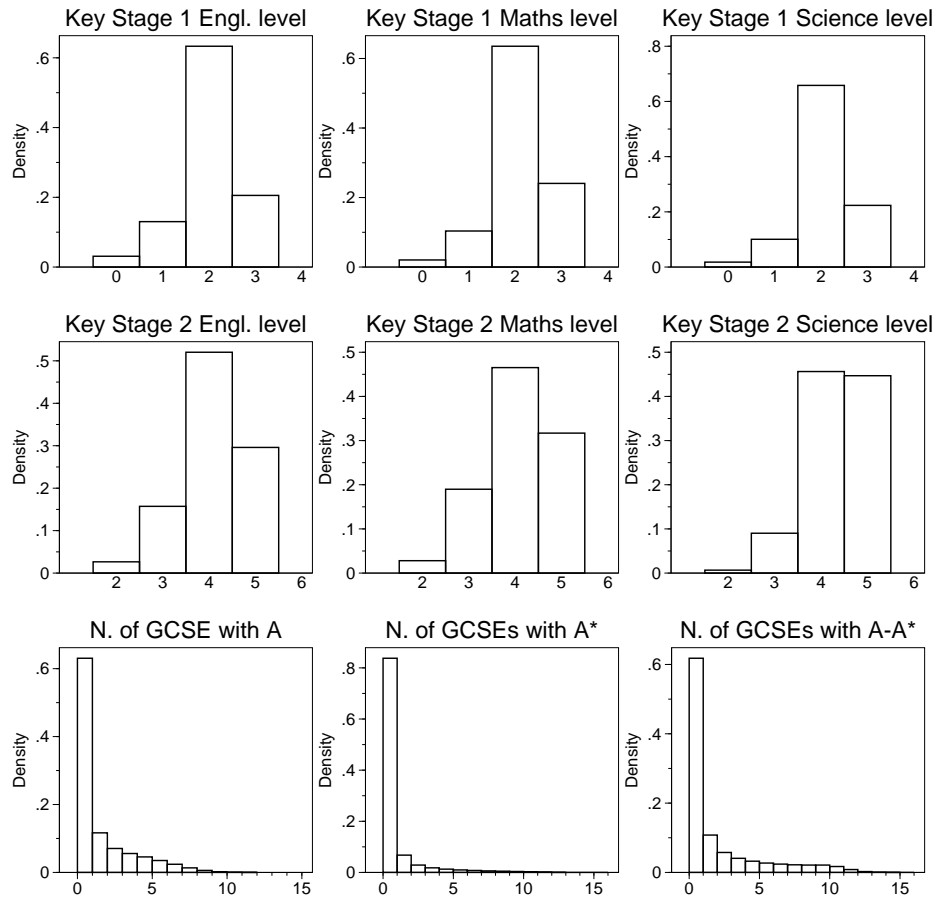 Key Stage 1 Engl. level
Density
.6
.4
.2
0
0 1 2 3 4
Key Stage 1 Maths level
Density
.6
.4
.2
0
0 1 2 3 4
Key Stage 1 Science level
Density
.8
.6
.4
.2
0
0 1 2 3 4
Key Stage 2 Engl. level
Density
.5
.4
.3
.2
.1
0
2 3 4 5 6
Key Stage 2 Maths level
Density
.5
.4
.3
.2
.1
0
2 3 4 5 6
Key Stage 2 Science level
Density
.5
.4
.3
.2
.1
0
2 3 4 5 6
N. of GCSE with A
Density
.6
.4
.2
0
0 5 10 15
N. of GCSEs with A*
Density
.8
.6
.4
.2
0
0 5 10 15
N. of GCSEs with A-A*
Density
.6
.4
.2
0
0 5 10 15